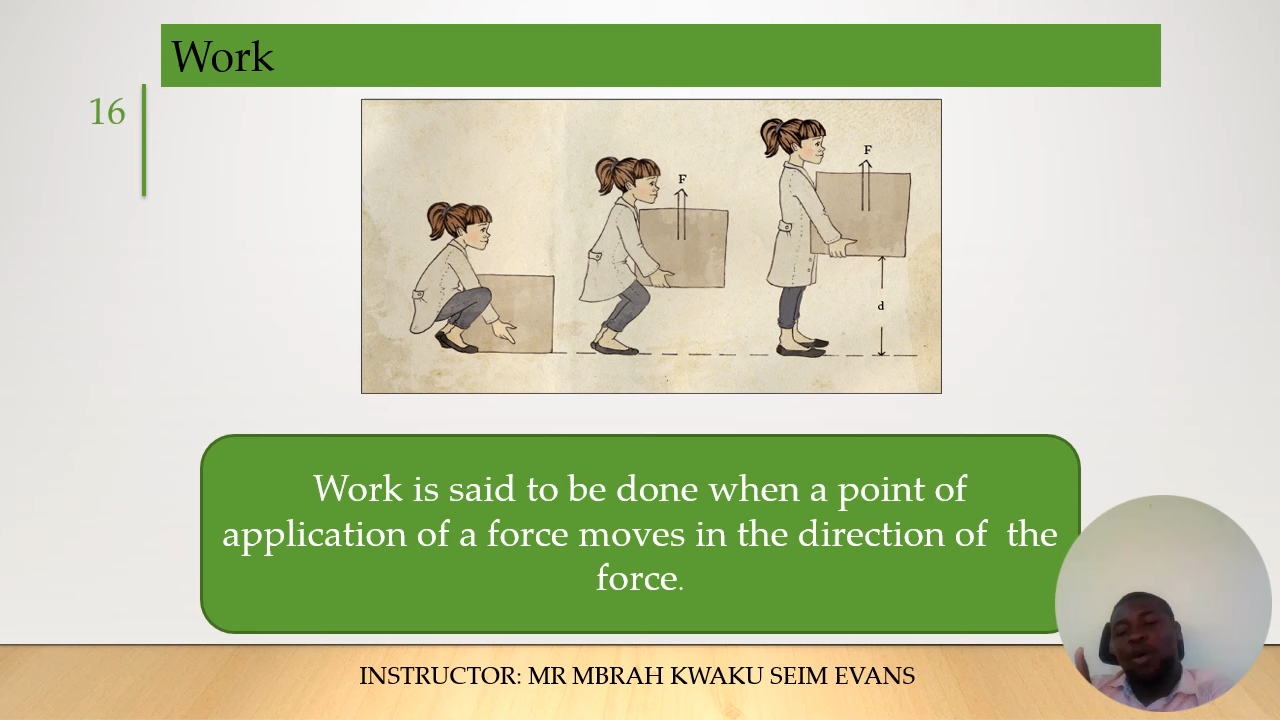 Work
16
F
F
d
Work is said to be done when a point of
application of a force moves in the direction of the
force.
INSTRUCTOR: MR MBRAH KWAKU SEIM EVANS